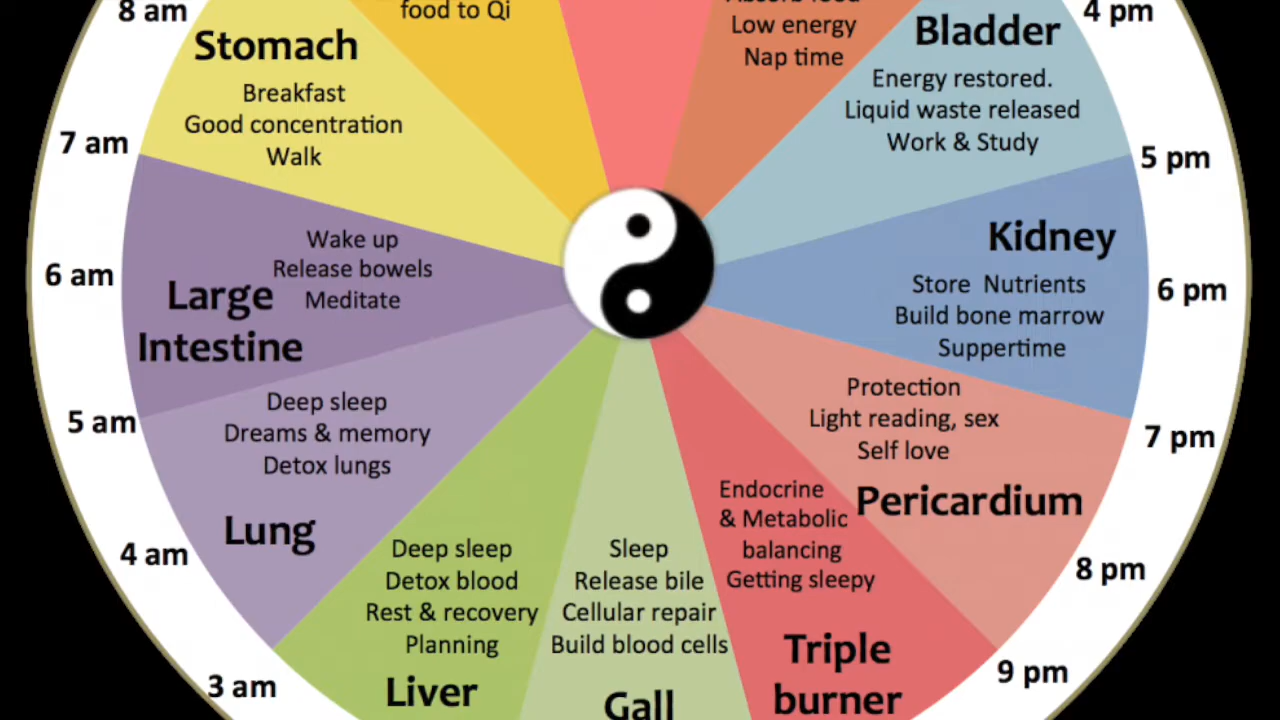 8 am
food to Qi
Low energy
Nap time
4 pm
Stomach
Breakfast
Good concentration
Walk
Bladder
Energy restored.
Liquid waste released
Work & Study
7 am
5 pm
Wake up
Release bowels
Meditate
Large
Intestine
6 am
Kidney
Store Nutrients
Build bone marrow
Suppertime
6 pm
5 am
Deep sleep
Dreams & memory
Detox lungs
Lung
Protection
Light reading, sex
Self love
Pericardium
7 pm
4 am
Deep sleep
Detox blood
Rest & recovery
Planning
Liver
Sleep
Release bile
Cellular repair
Build blood cells
Gall
Endocrine
& Metabolic
balancing
Getting sleepy
Triple
burner
8 pm
3 am
9 pm